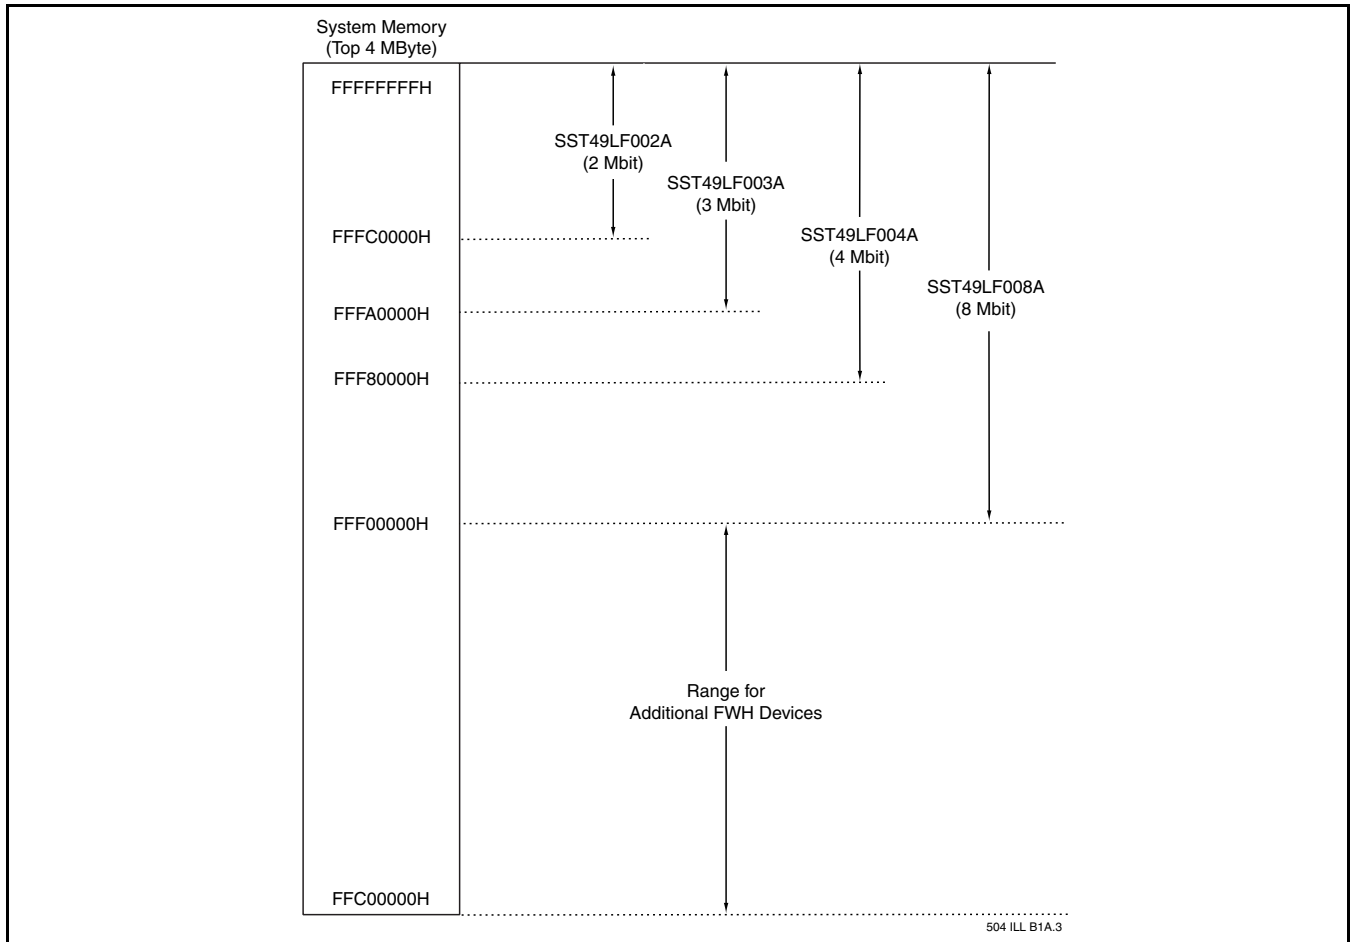 System Memory
(Top 4 MByte)
FFFFFFFFH
SST49LF002A
(2 Mbit)
SST49LF003A
(3 Mbit)
FFFC0000H
SST49LF004A
(4 Mbit)
SST49LF008A
(8 Mbit)
FFFA0000H
FFF80000H
FFF00000H
Range for
Additional FWH Devices
FFC00000H
504 ILL B1A.3